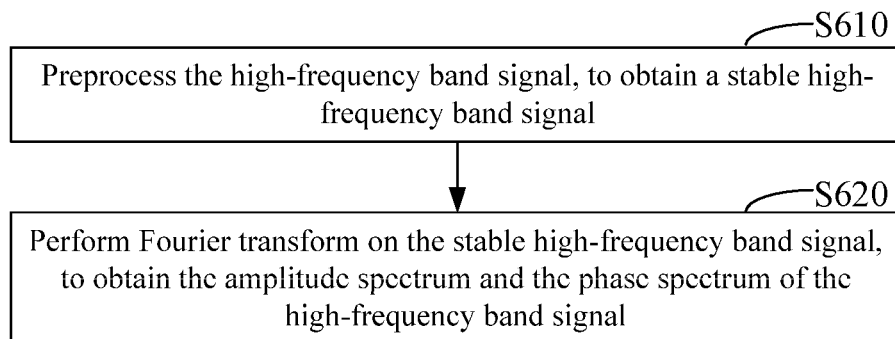 S610
Preprocess the high-frequency band signal, to obtain a stable high-
frequency band signal
S620
Perform Fourier transform on the stable high-frequency band signal,
to obtain the amplitude spectrum and the phase spectrum of the
high-frequency band signal